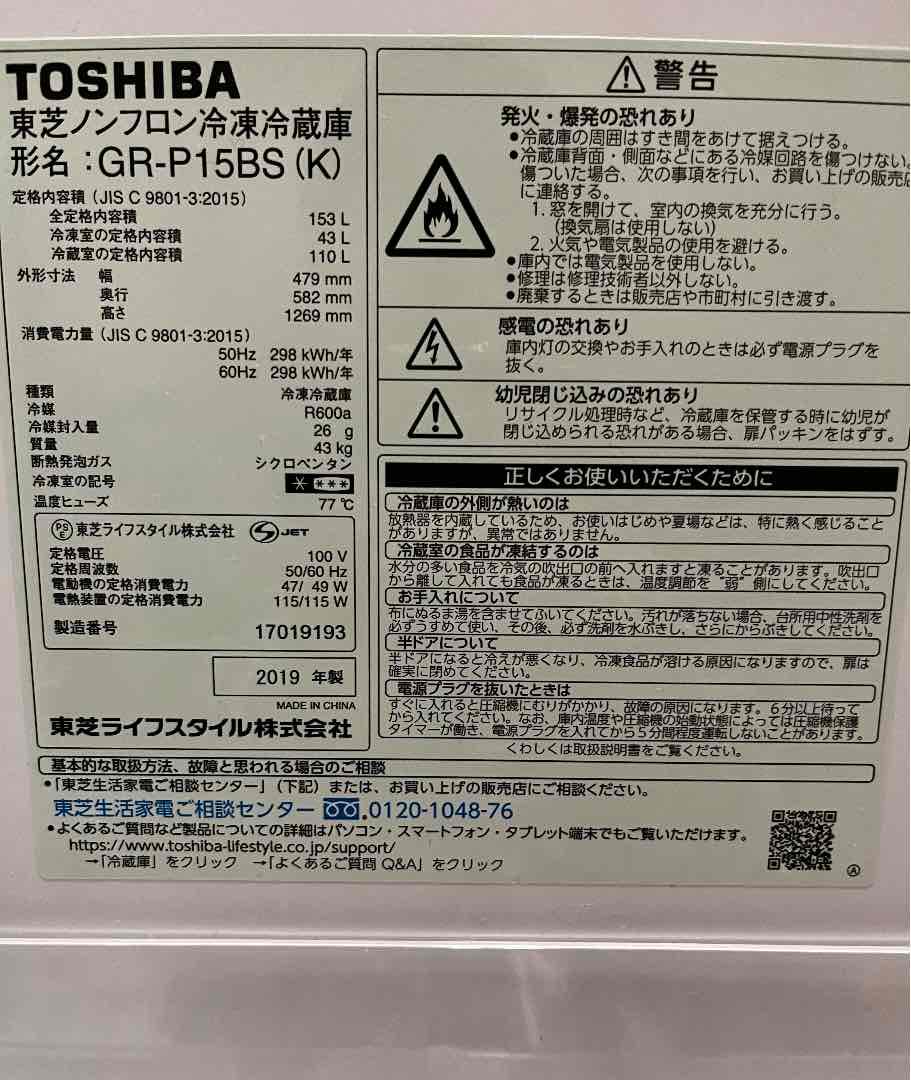 TOSHIBA
東芝ノンフロン冷凍冷蔵庫
形名：GR-P15BS (K)
定格内容積 (JIS C 9801-3:2015)
全定格内容積 153 L
冷凍室の定格内容積 43 L
冷蔵室の定格内容積 110 L
外形寸法 幅 479 mm
奥行 582 mm
高さ 1269 mm
消費電力量 (JIS C 9801-3:2015)
50Hz 298 kWh/年
60Hz 298 kWh/年
種類 冷凍冷蔵庫
冷媒 R600a
冷媒封入量 26 g
質量 43 kg
断熱発泡ガス シクロペンタン
冷凍室の記号 * ***
温度ヒューズ 77 ℃
PSE 東芝ライフスタイル株式会社 JET
定格電圧 100 V
定格周波数 50/60 Hz
電動機の定格消費電力 47/ 49 W
電熱装置の定格消費電力 115/115 W
製造番号 17019193
2019 年製
MADE IN CHINA
東芝ライフスタイル株式会社
警告
発火・爆発の恐れあり
●冷蔵庫の周囲はすき間をあけて据えつける。
●冷蔵庫背面・側面などにある冷媒回路を傷つけない。
傷ついた場合、次の事項を行い、お買い上げの販売店
に連絡する。
1. 窓を開けて、室内の換気を充分に行う。
(換気扇は使用しない)
2. 火気や電気製品の使用を避ける。
●庫内では電気製品を使用しない。
●修理は修理技術者以外しない。
●廃棄するときは販売店や市町村に引き渡す。
感電の恐れあり
庫内灯の交換やお手入れのときは必ず電源プラグを
抜く。
幼児閉じ込みの恐れあり
リサイクル処理時など、冷蔵庫を保管する時に幼児が
閉じ込められる恐れがある場合、扉パッキンをはずす。
正しくお使いいただくために
冷蔵庫の外側が熱いのは
放熱器を内蔵しているため、お使いはじめや夏場などは、特に熱く感じること
がありますが、異常ではありません。
冷蔵室の食品が凍結するのは
水分の多い食品を冷気の吹出口の前へ入れますと凍ることがあります。吹出口
から離して入れても食品が凍るときは、温度調節を“弱”側にしてください。
お手入れについて
布にぬるま湯を含ませてふいてください。汚れが落ちない場合、台所用中性洗剤を
必ずうすめて使い、その後、必ず洗剤を水ぶきし、さらにからぶきしてください。
半ドアについて
半ドアになると冷えが悪くなり、冷凍食品が溶ける原因になりますので、扉は
確実に閉めてください。
電源プラグを抜いたときは
すぐに入れると圧縮機にむりがかかり、故障の原因になります。6分以上待って
から入れてください。なお、庫内温度や圧縮機の始動状態によっては圧縮機保護
タイマーが働き、電源プラグを入れてから5分間程度運転しないことがあります。
くわしくは取扱説明書をご覧ください。
基本的な取扱方法、故障と思われる場合のご相談
●「東芝生活家電ご相談センター」（下記）または、お買い上げの販売店にご相談ください。
東芝生活家電ご相談センター 0120-1048-76
●よくあるご質問など製品についての詳細はパソコン・スマートフォン・タブレット端末でもご覧いただけます。
https://www.toshiba-lifestyle.co.jp/support/
→「冷蔵庫」をクリック →「よくあるご質問 Q&A」をクリック
Ⓐ